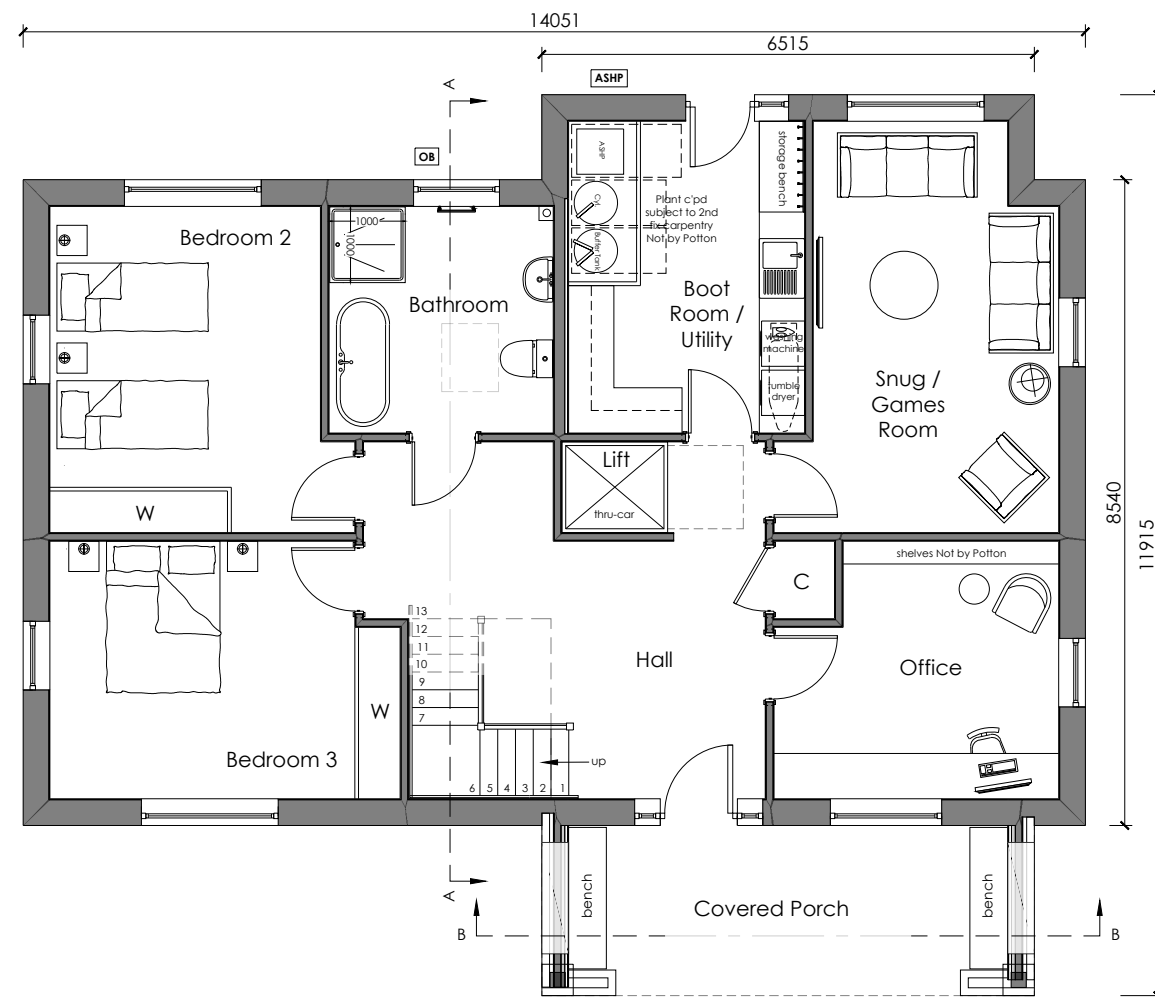 14051
6515
ASHP
A
OB
ASHP
storage bench
Cyl.
Plant c'pd
subject to 2nd
fix carpentry
Not by Potton
Buffer Tank
1000
1000
Bedroom 2
Bathroom
Boot
Room /
Utility
washing
machine
tumble
dryer
Snug /
Games
Room
Lift
thru-car
W
8540
11915
shelves Not by Potton
C
13
12
11
10
9
8
7
Hall
Office
W
Bedroom 3
up
6 5 4 3 2 1
A
bench
Covered Porch
bench
B
B